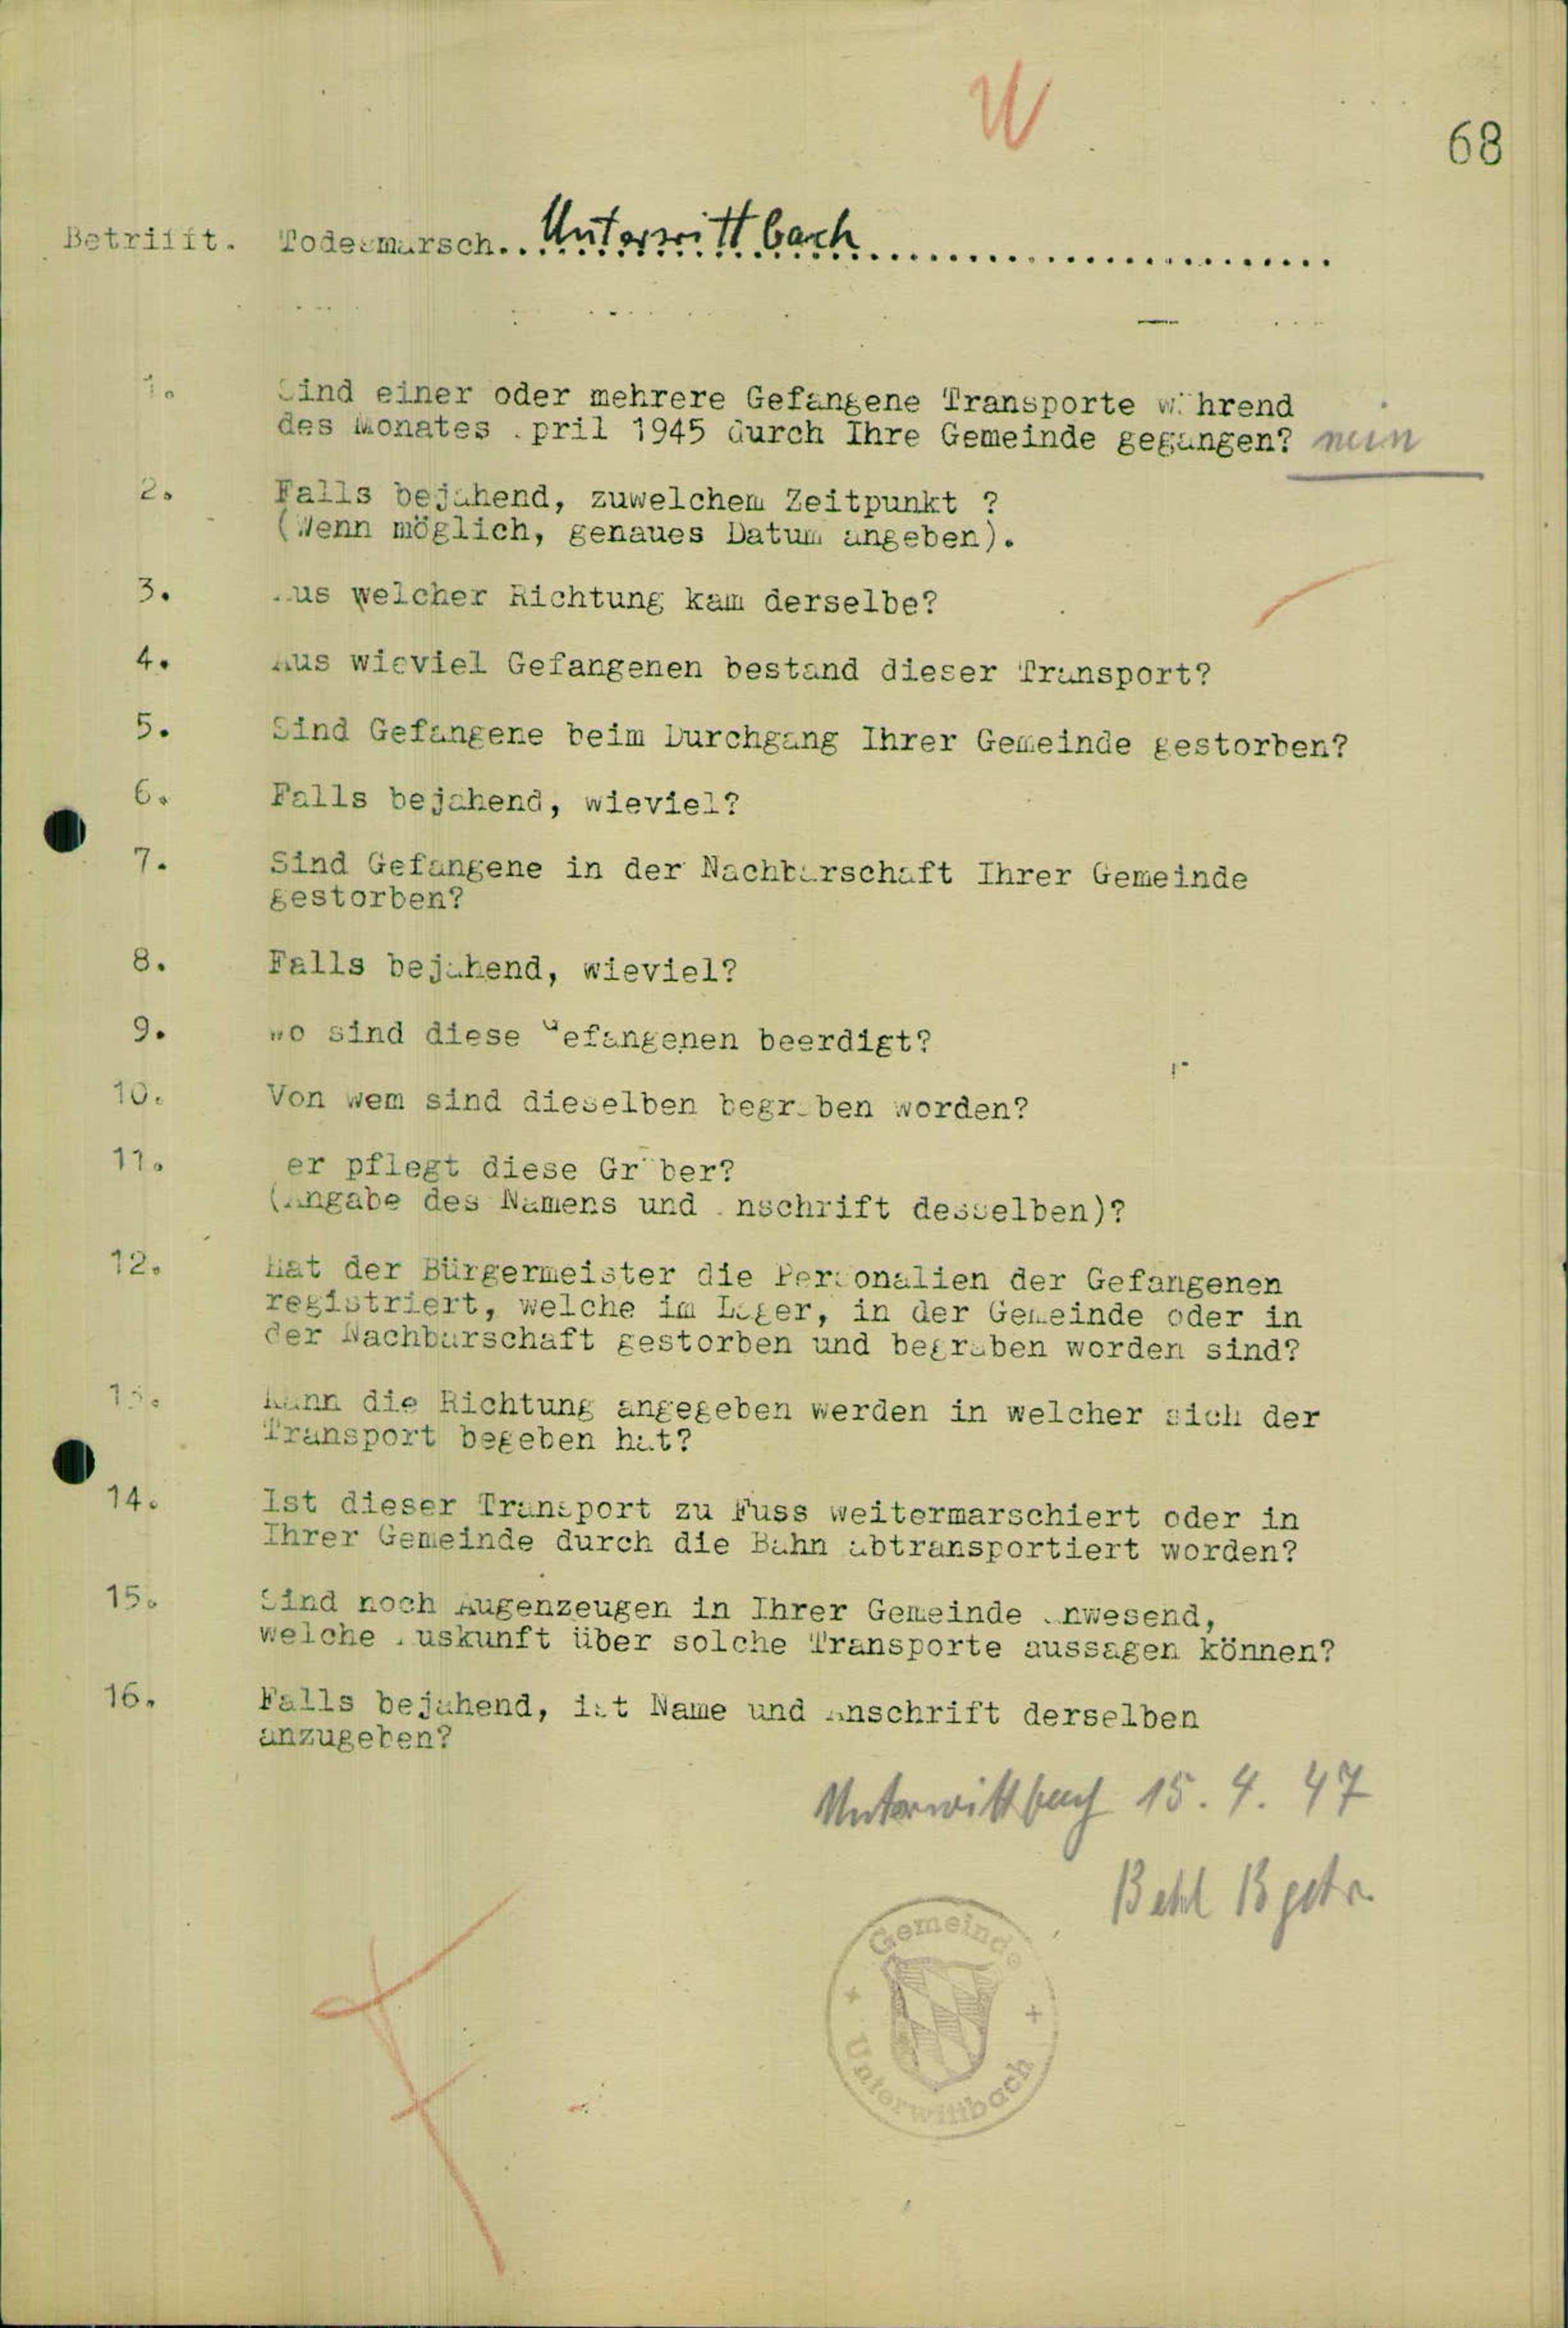 U
68
Betrifft. Todesmarsch..Unterwittbach..............................
1. Sind einer oder mehrere Gefangene Transporte während
des Monates April 1945 durch Ihre Gemeinde gegangen? nein
2. Falls bejahend, zuwelchem Zeitpunkt ?
(Wenn möglich, genaues Datum angeben).
3. Aus welcher Richtung kam derselbe?
4. Aus wieviel Gefangenen bestand dieser Transport?
5. Sind Gefangene beim Durchgang Ihrer Gemeinde gestorben?
6. Falls bejahend, wieviel?
7. Sind Gefangene in der Nachbarschaft Ihrer Gemeinde
gestorben?
8. Falls bejahend, wieviel?
9. Wo sind diese Gefangenen beerdigt?
10. Von wem sind dieselben begraben worden?
11. Wer pflegt diese Gräber?
(Angabe des Namens und Anschrift desselben)?
12. Hat der Bürgermeister die Personalien der Gefangenen
registriert, welche im Lager, in der Gemeinde oder in
der Nachbarschaft gestorben und begraben worden sind?
13. Kann die Richtung angegeben werden in welcher sich der
Transport begeben hat?
14. Ist dieser Transport zu Fuss weitermarschiert oder in
Ihrer Gemeinde durch die Bahn abtransportiert worden?
15. Sind noch Augenzeugen in Ihrer Gemeinde anwesend,
welche Auskunft über solche Transporte aussagen können?
16. Falls bejahend, ist Name und Anschrift derselben
anzugeben?
Unterwittbach 15. 4. 47
Gemeinde
Unterwittbach